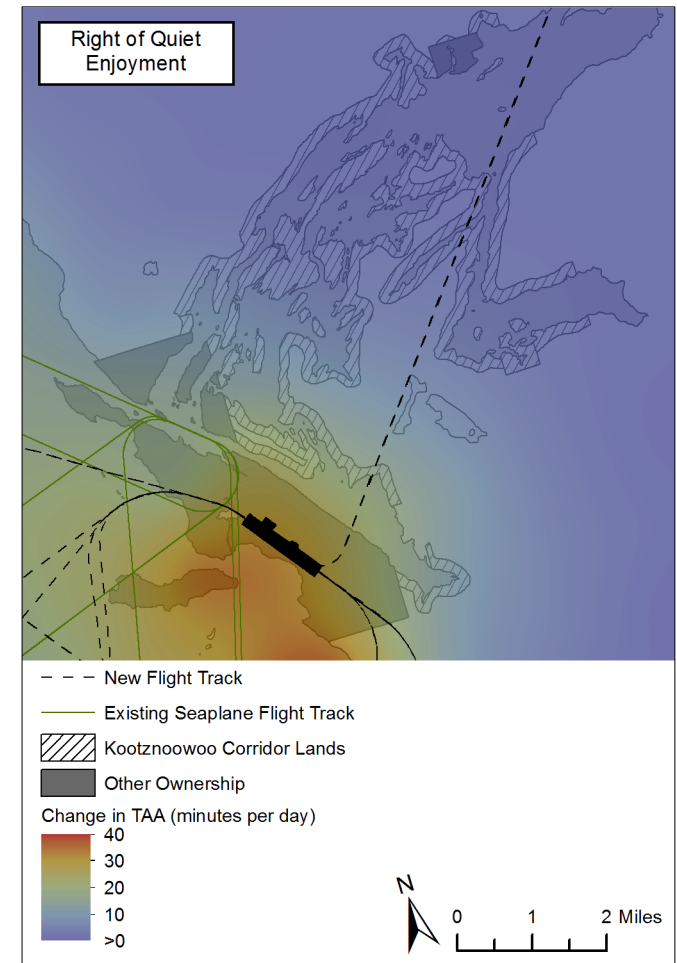 Right of Quiet
Enjoyment
New Flight Track
Existing Seaplane Flight Track
Kootznoowoo Corridor Lands
Other Ownership
Change in TAA (minutes per day)
40
30
20
10
>0
N
0 1 2 Miles